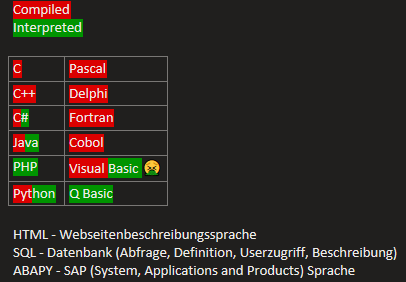 Compiled
Interpreted
C Pascal
C++ Delphi
C# Fortran
Java Cobol
PHP Visual Basic 🤮
Python Q Basic
HTML - Webseitenbeschreibungssprache
SQL - Datenbank (Abfrage, Definition, Userzugriff, Beschreibung)
ABAPY - SAP (System, Applications and Products) Sprache